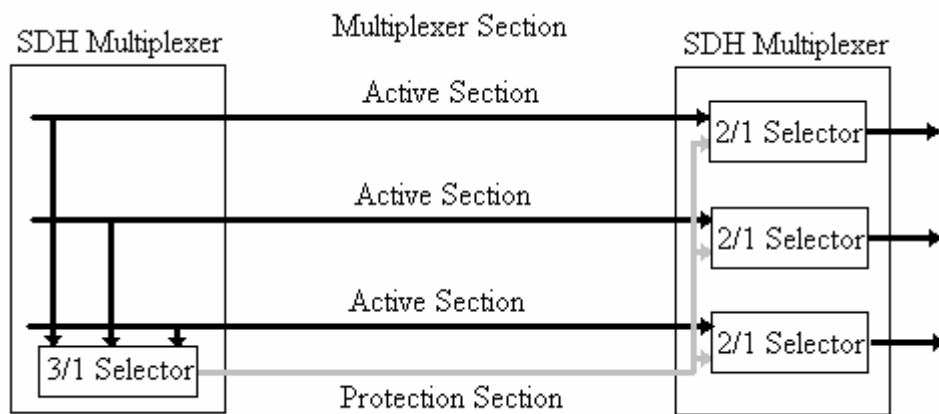 Multiplexer Section
SDH Multiplexer
SDH Multiplexer
Active Section
2/1 Selector
Active Section
2/1 Selector
Active Section
2/1 Selector
3/1 Selector
Protection Section